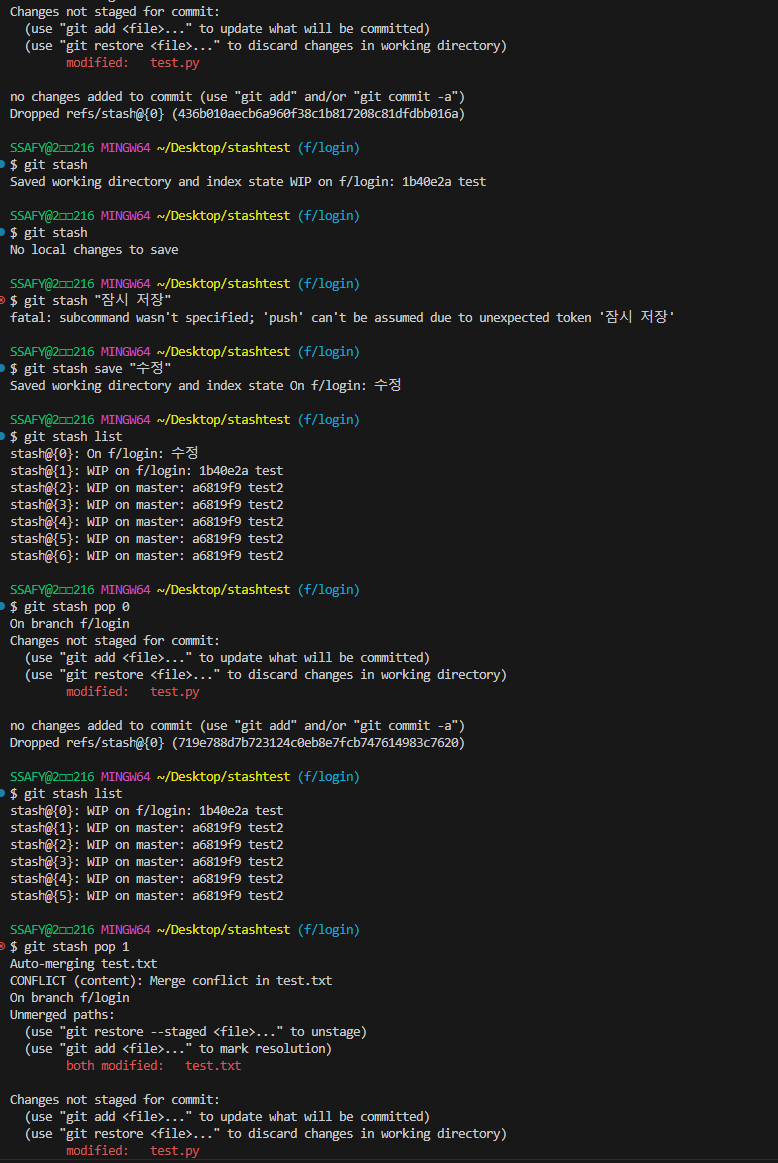 Changes not staged for commit:
  (use "git add <file>..." to update what will be committed)
  (use "git restore <file>..." to discard changes in working directory)
        modified:   test.py

no changes added to commit (use "git add" and/or "git commit -a")
Dropped refs/stash@{0} (436b010aecb6a960f38c1b817208c81dfdbb016a)

SSAFY@2□□216 MINGW64 ~/Desktop/stashtest (f/login)
$ git stash
Saved working directory and index state WIP on f/login: 1b40e2a test

SSAFY@2□□216 MINGW64 ~/Desktop/stashtest (f/login)
$ git stash
No local changes to save

SSAFY@2□□216 MINGW64 ~/Desktop/stashtest (f/login)
$ git stash "잠시 저장"
fatal: subcommand wasn't specified; 'push' can't be assumed due to unexpected token '잠시 저장'

SSAFY@2□□216 MINGW64 ~/Desktop/stashtest (f/login)
$ git stash save "수정"
Saved working directory and index state On f/login: 수정

SSAFY@2□□216 MINGW64 ~/Desktop/stashtest (f/login)
$ git stash list
stash@{0}: On f/login: 수정
stash@{1}: WIP on f/login: 1b40e2a test
stash@{2}: WIP on master: a6819f9 test2
stash@{3}: WIP on master: a6819f9 test2
stash@{4}: WIP on master: a6819f9 test2
stash@{5}: WIP on master: a6819f9 test2
stash@{6}: WIP on master: a6819f9 test2

SSAFY@2□□216 MINGW64 ~/Desktop/stashtest (f/login)
$ git stash pop 0
On branch f/login
Changes not staged for commit:
  (use "git add <file>..." to update what will be committed)
  (use "git restore <file>..." to discard changes in working directory)
        modified:   test.py

no changes added to commit (use "git add" and/or "git commit -a")
Dropped refs/stash@{0} (719e788d7b723124c0eb8e7fcb747614983c7620)

SSAFY@2□□216 MINGW64 ~/Desktop/stashtest (f/login)
$ git stash list
stash@{0}: WIP on f/login: 1b40e2a test
stash@{1}: WIP on master: a6819f9 test2
stash@{2}: WIP on master: a6819f9 test2
stash@{3}: WIP on master: a6819f9 test2
stash@{4}: WIP on master: a6819f9 test2
stash@{5}: WIP on master: a6819f9 test2

SSAFY@2□□216 MINGW64 ~/Desktop/stashtest (f/login)
$ git stash pop 1
Auto-merging test.txt
CONFLICT (content): Merge conflict in test.txt
On branch f/login
Unmerged paths:
  (use "git restore --staged <file>..." to unstage)
  (use "git add <file>..." to mark resolution)
        both modified:   test.txt

Changes not staged for commit:
  (use "git add <file>..." to update what will be committed)
  (use "git restore <file>..." to discard changes in working directory)
        modified:   test.py